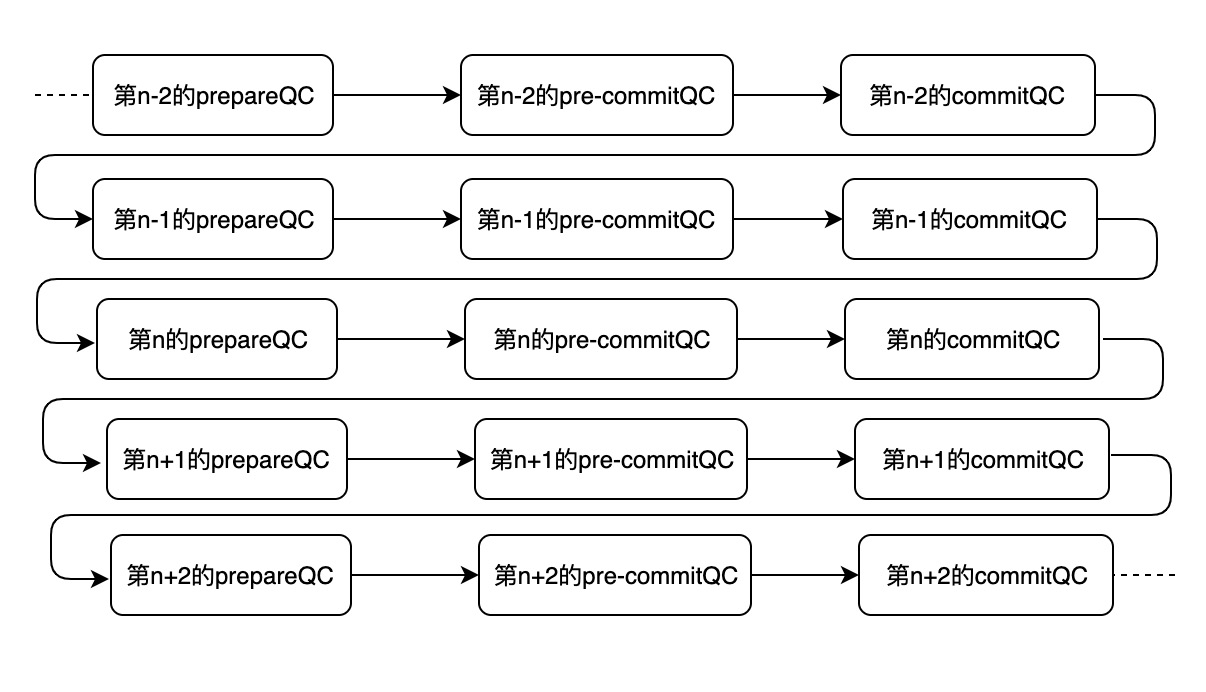 第n-2的prepareQC
第n-2的pre-commitQC
第n-2的commitQC
第n-1的prepareQC
第n-1的pre-commitQC
第n-1的commitQC
第n的prepareQC
第n的pre-commitQC
第n的commitQC
第n+1的prepareQC
第n+1的pre-commitQC
第n+1的commitQC
第n+2的prepareQC
第n+2的pre-commitQC
第n+2的commitQC